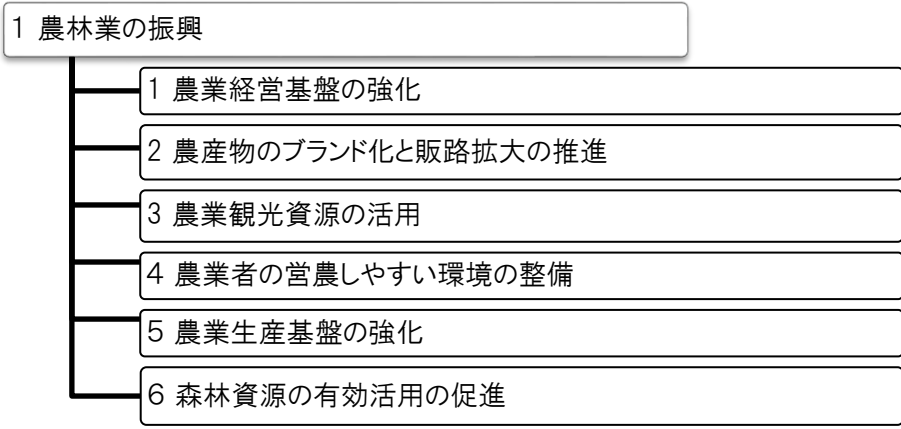 1 農林業の振興
1 農業経営基盤の強化
2 農産物のブランド化と販路拡大の推進
3 農業観光資源の活用
4 農業者の営農しやすい環境の整備
5 農業生産基盤の強化
6 森林資源の有効活用の促進